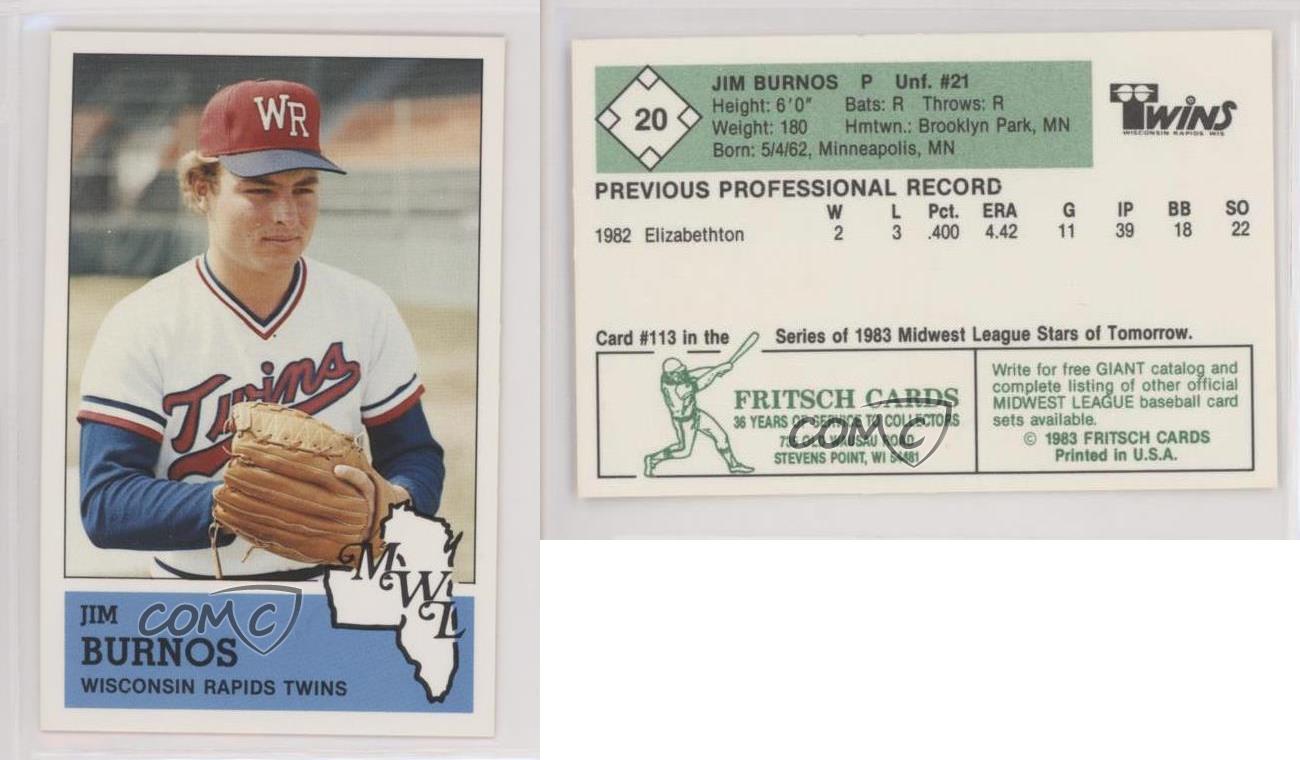 WR
Twins
MWL
JIM
BURNOS
WISCONSIN RAPIDS TWINS
COMC
20
JIM BURNOS P Unf. #21
Height: 6'0" Bats: R Throws: R
Weight: 180 Hmtwn.: Brooklyn Park, MN
Born: 5/4/62, Minneapolis, MN
TWINS
WISCONSIN RAPIDS WIS
PREVIOUS PROFESSIONAL RECORD
W L Pct. ERA G IP BB SO
1982 Elizabethton 2 3 .400 4.42 11 39 18 22
Card #113 in the Series of 1983 Midwest League Stars of Tomorrow.
FRITSCH CARDS
36 YEARS OF SERVICE TO COLLECTORS
735 OLD WAUSAU ROAD
STEVENS POINT, WI 54481
COMC
Write for free GIANT catalog and
complete listing of other official
MIDWEST LEAGUE baseball card
sets available.
© 1983 FRITSCH CARDS
Printed in U.S.A.